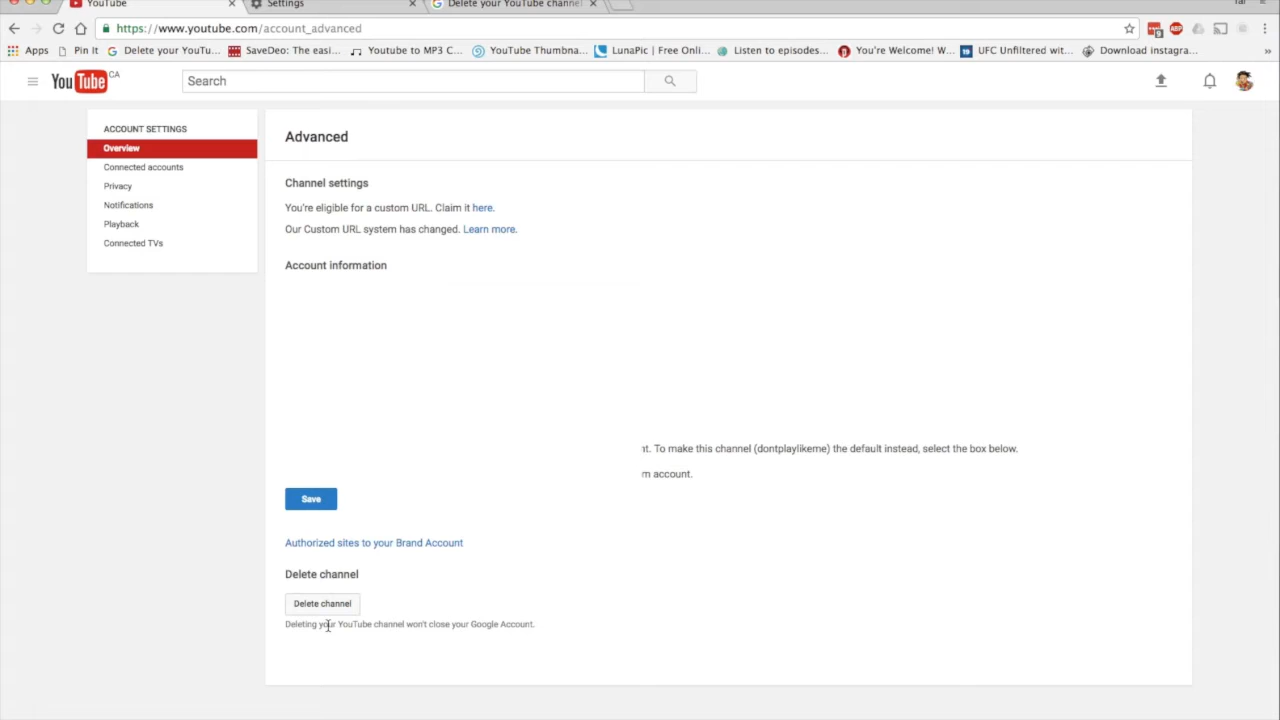 YouTube
Settings
Delete your YouTube channel
https://www.youtube.com/account_advanced
Apps
Pin It
Delete your YouTu...
SaveDeo: The easi...
Youtube to MP3 C...
YouTube Thumbna...
LunaPic | Free Onli...
Listen to episodes...
You're Welcome! W...
UFC Unfiltered wit...
Download instagra...
YouTube CA
Search
ACCOUNT SETTINGS
Overview
Connected accounts
Privacy
Notifications
Playback
Connected TVs
Advanced
Channel settings
You're eligible for a custom URL. Claim it here.
Our Custom URL system has changed. Learn more.
Account information
nt. To make this channel (dontplaylikeme) the default instead, select the box below.
m account.
Save
Authorized sites to your Brand Account
Delete channel
Delete channel
Deleting your YouTube channel won't close your Google Account.